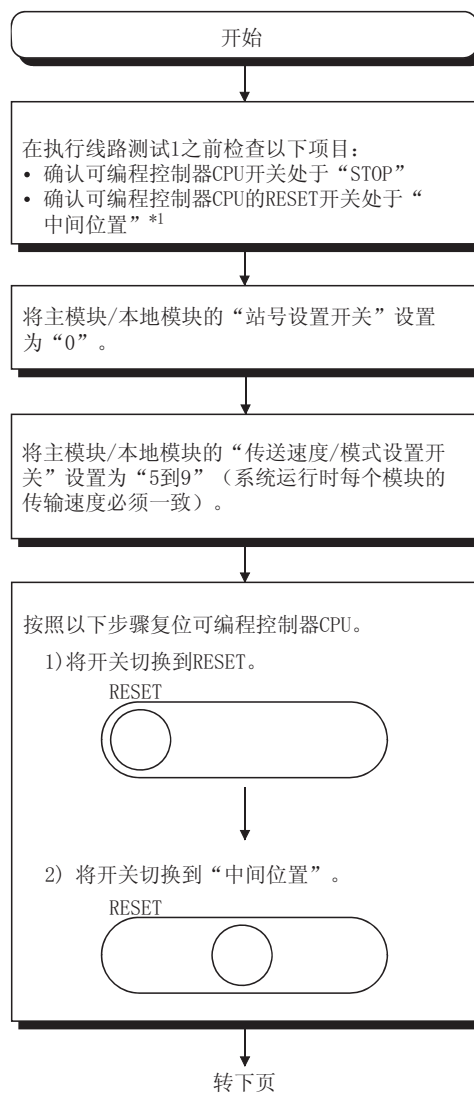 开始
在执行线路测试1之前检查以下项目：
• 确认可编程控制器CPU开关处于“STOP”
• 确认可编程控制器CPU的RESET开关处于“
中间位置”*1
将主模块/本地模块的“站号设置开关”设置
为“0”。
将主模块/本地模块的“传送速度/模式设置开
关”设置为“5到9”（系统运行时每个模块的
传输速度必须一致）。
按照以下步骤复位可编程控制器CPU。
1)将开关切换到RESET。
RESET
2) 将开关切换到“中间位置”。
RESET
转下页